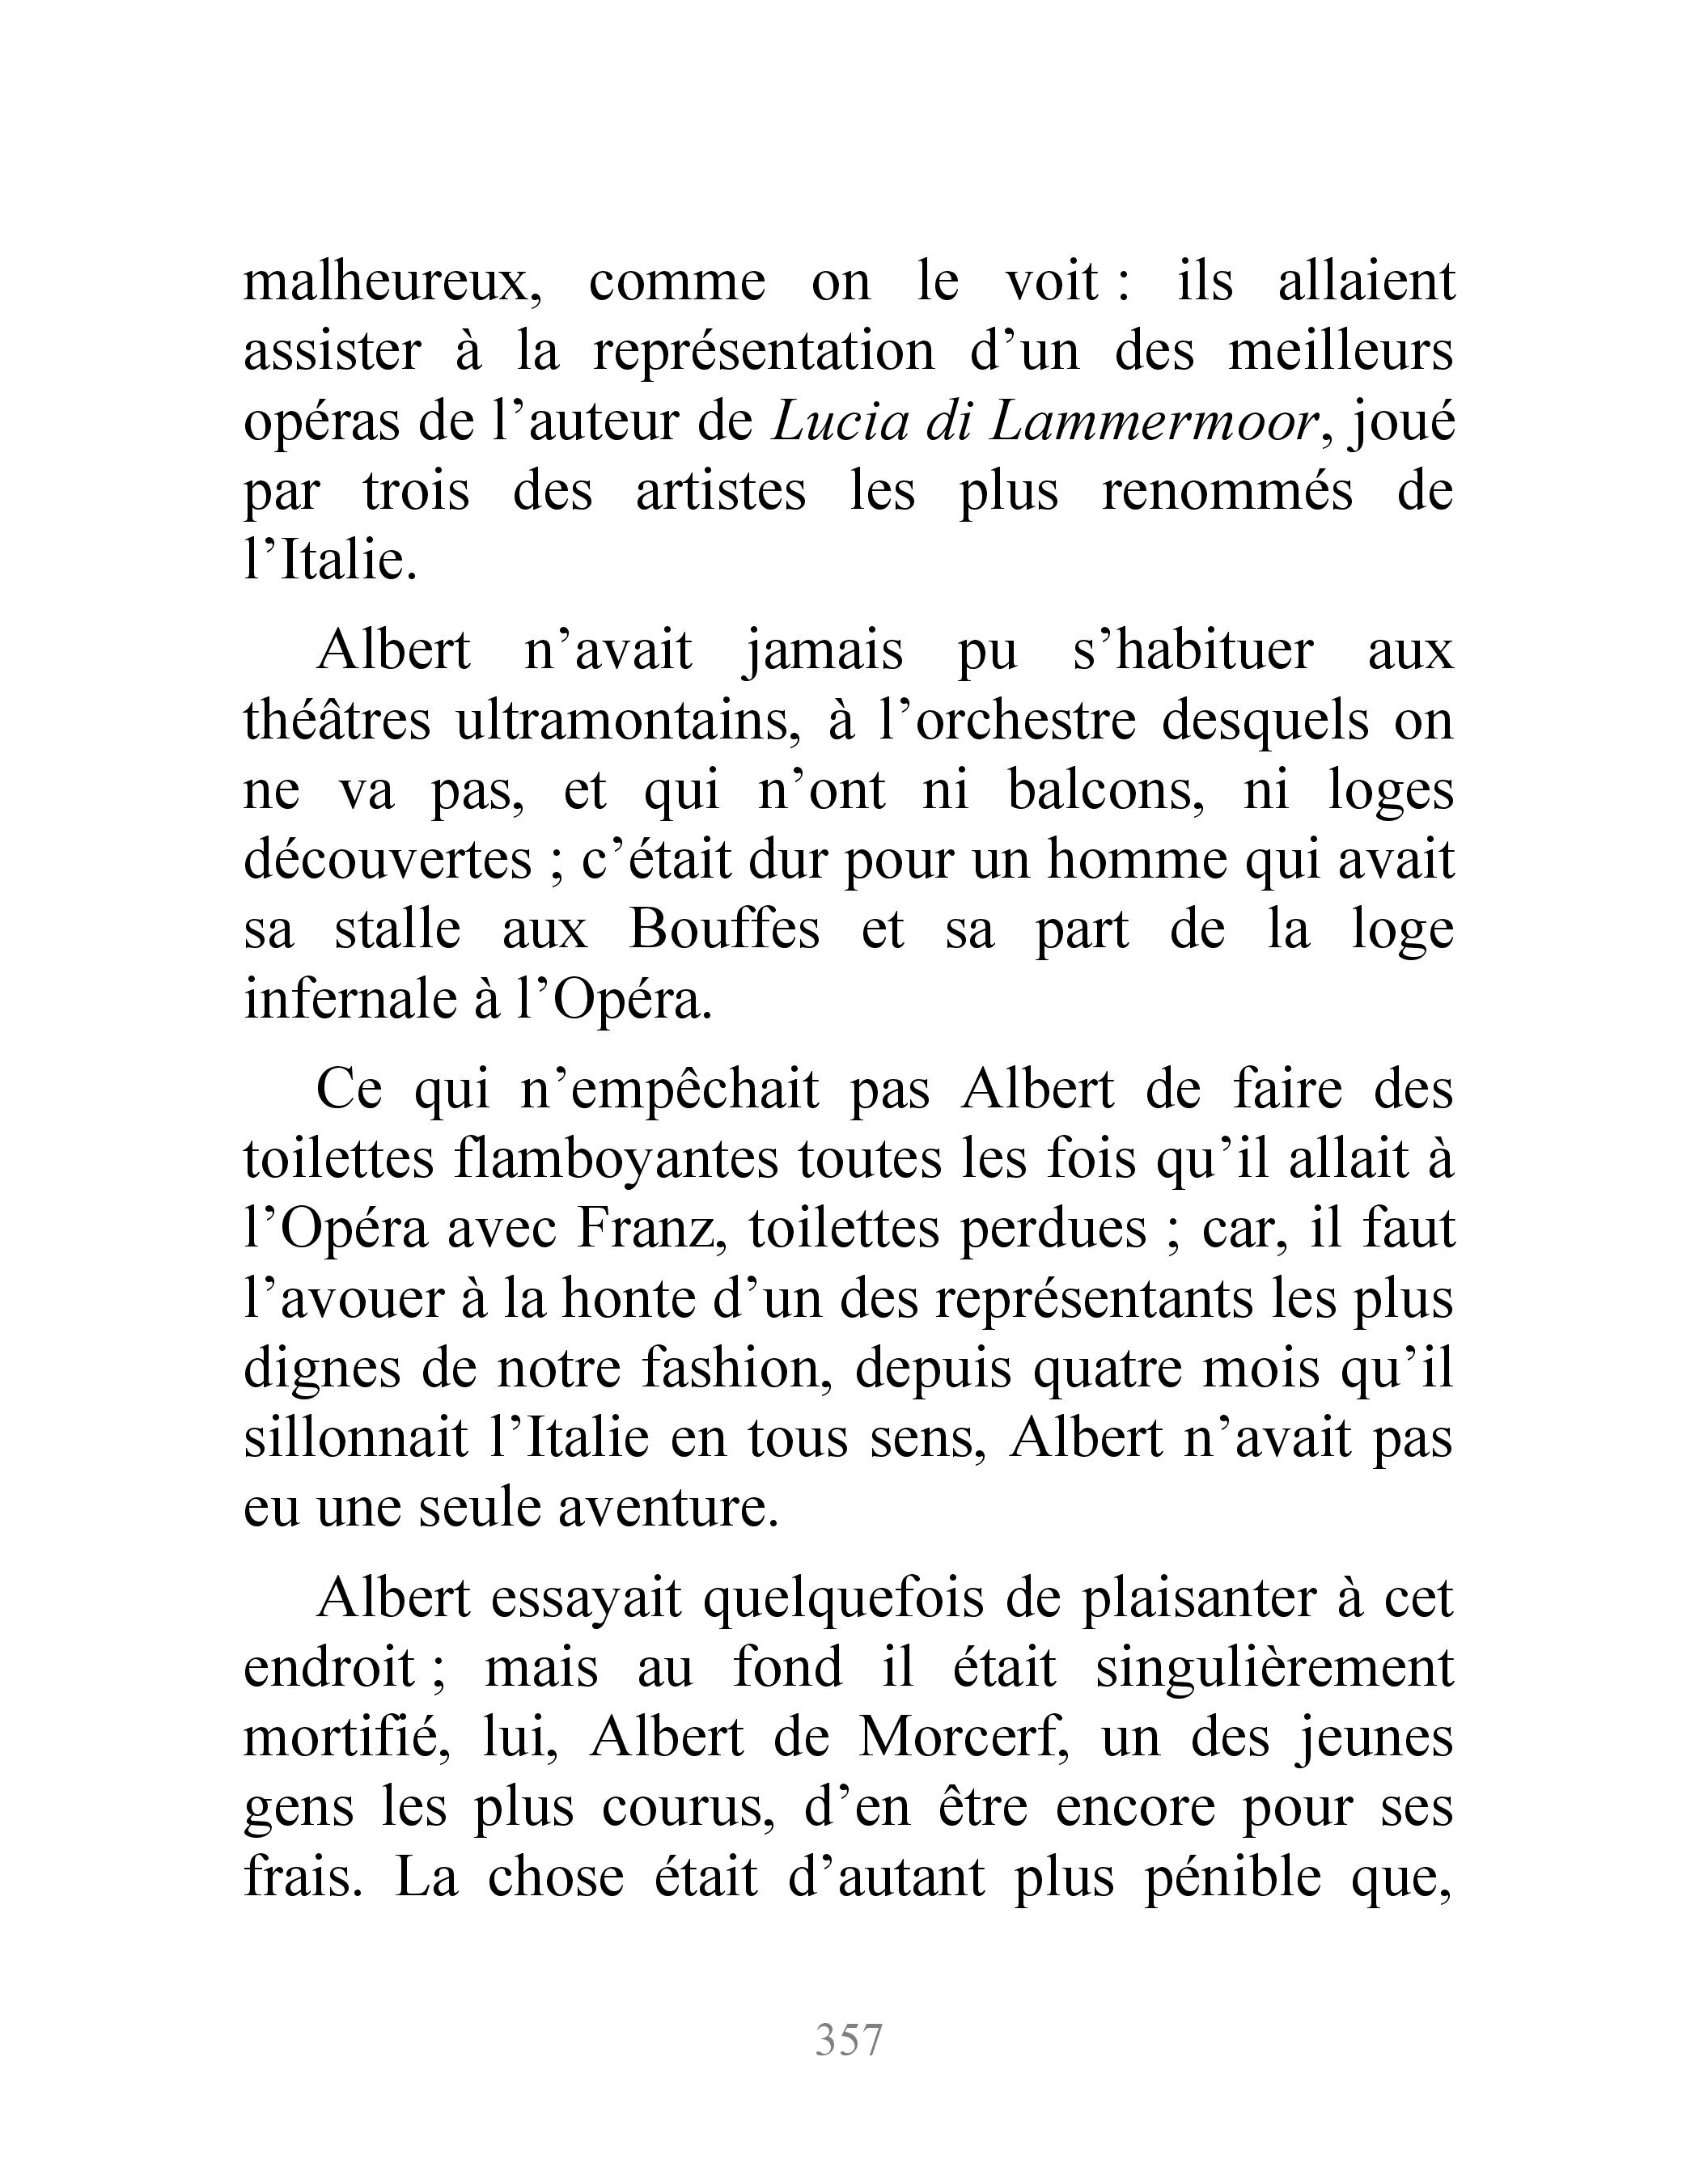 malheureux, comme on le voit : ils allaient
assister à la représentation d’un des meilleurs
opéras de l’auteur de Lucia di Lammermoor, joué
par trois des artistes les plus renommés de
l’Italie.
Albert n’avait jamais pu s’habituer aux
théâtres ultramontains, à l’orchestre desquels on
ne va pas, et qui n’ont ni balcons, ni loges
découvertes ; c’était dur pour un homme qui avait
sa stalle aux Bouffes et sa part de la loge
infernale à l’Opéra.
Ce qui n’empêchait pas Albert de faire des
toilettes flamboyantes toutes les fois qu’il allait à
l’Opéra avec Franz, toilettes perdues ; car, il faut
l’avouer à la honte d’un des représentants les plus
dignes de notre fashion, depuis quatre mois qu’il
sillonnait l’Italie en tous sens, Albert n’avait pas
eu une seule aventure.
Albert essayait quelquefois de plaisanter à cet
endroit ; mais au fond il était singulièrement
mortifié, lui, Albert de Morcerf, un des jeunes
gens les plus courus, d’en être encore pour ses
frais. La chose était d’autant plus pénible que,
357